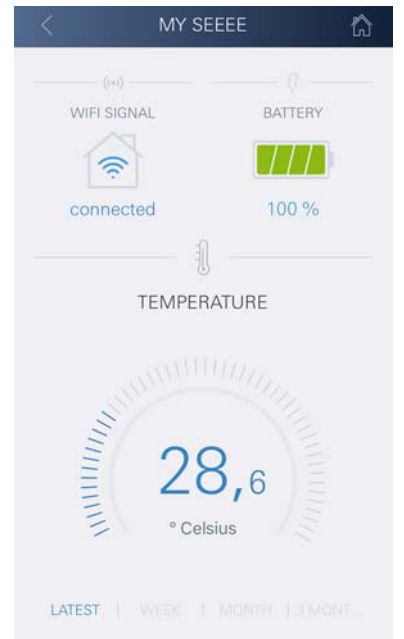 MY SEEEE
WIFI SIGNAL BATTERY
connected 100 %
TEMPERATURE
28,6
° Celsius
LATEST | WEEK | MONTH | 3 MONT...